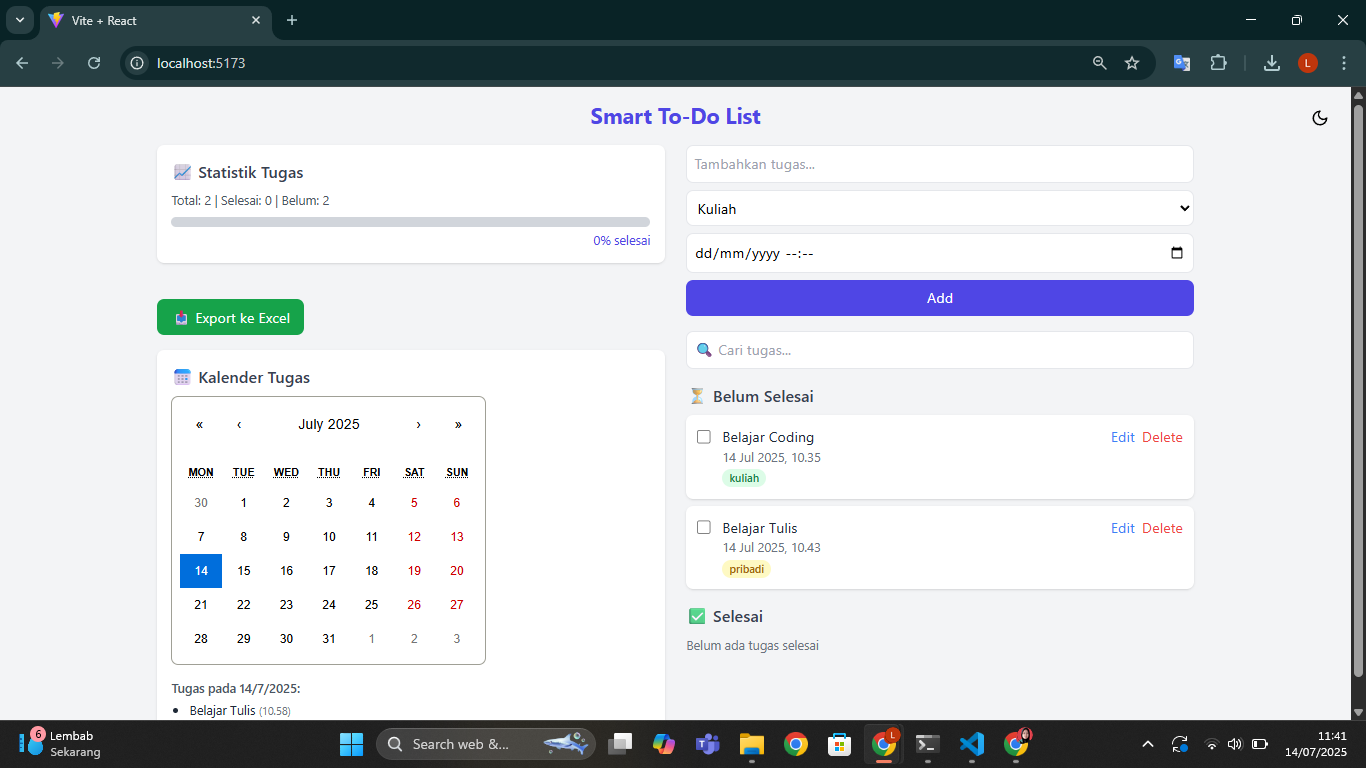 Vite + React
localhost:5173
L
Smart To-Do List
Statistik Tugas
Total: 2 | Selesai: 0 | Belum: 2
0% selesai
Export ke Excel
Kalender Tugas
« ‹ July 2025 › »
MON TUE WED THU FRI SAT SUN
30 1 2 3 4 5 6
7 8 9 10 11 12 13
14 15 16 17 18 19 20
21 22 23 24 25 26 27
28 29 30 31 1 2 3
Tugas pada 14/7/2025:
• Belajar Tulis (10.58)
Tambahkan tugas...
Kuliah
dd/mm/yyyy --:--
Add
Cari tugas...
Belum Selesai
Belajar Coding Edit Delete
14 Jul 2025, 10.35
kuliah
Belajar Tulis Edit Delete
14 Jul 2025, 10.43
pribadi
Selesai
Belum ada tugas selesai
6
Lembab
Sekarang
Search web &...
L
11:41
14/07/2025